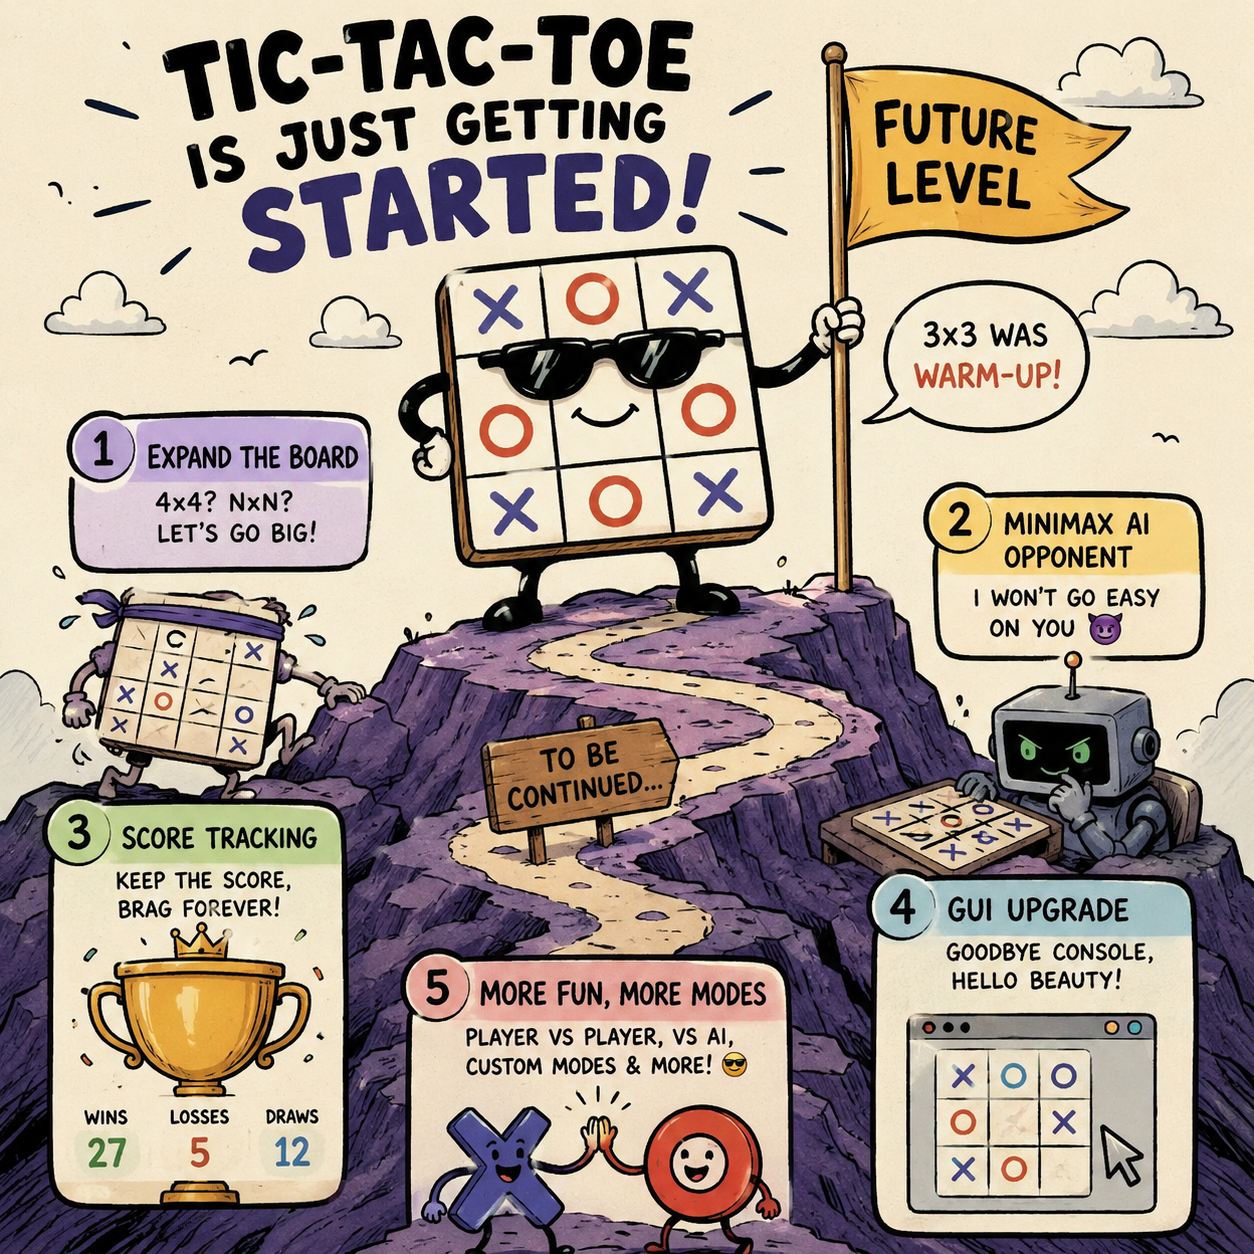 TIC-TAC-TOE
IS JUST GETTING
STARTED!
FUTURE
LEVEL
3x3 WAS
WARM-UP!
X O X
O O
X O X
1 EXPAND THE BOARD
4x4? NxN?
LET'S GO BIG!
2 MINIMAX AI
OPPONENT
I WON'T GO EASY
ON YOU 😈
TO BE
CONTINUED...
3 SCORE TRACKING
KEEP THE SCORE,
BRAG FOREVER!
WINS LOSSES DRAWS
27 5 12
4 GUI UPGRADE
GOODBYE CONSOLE,
HELLO BEAUTY!
X O O
O X
X O
5 MORE FUN, MORE MODES
PLAYER VS PLAYER, VS AI,
CUSTOM MODES & MORE! 😎